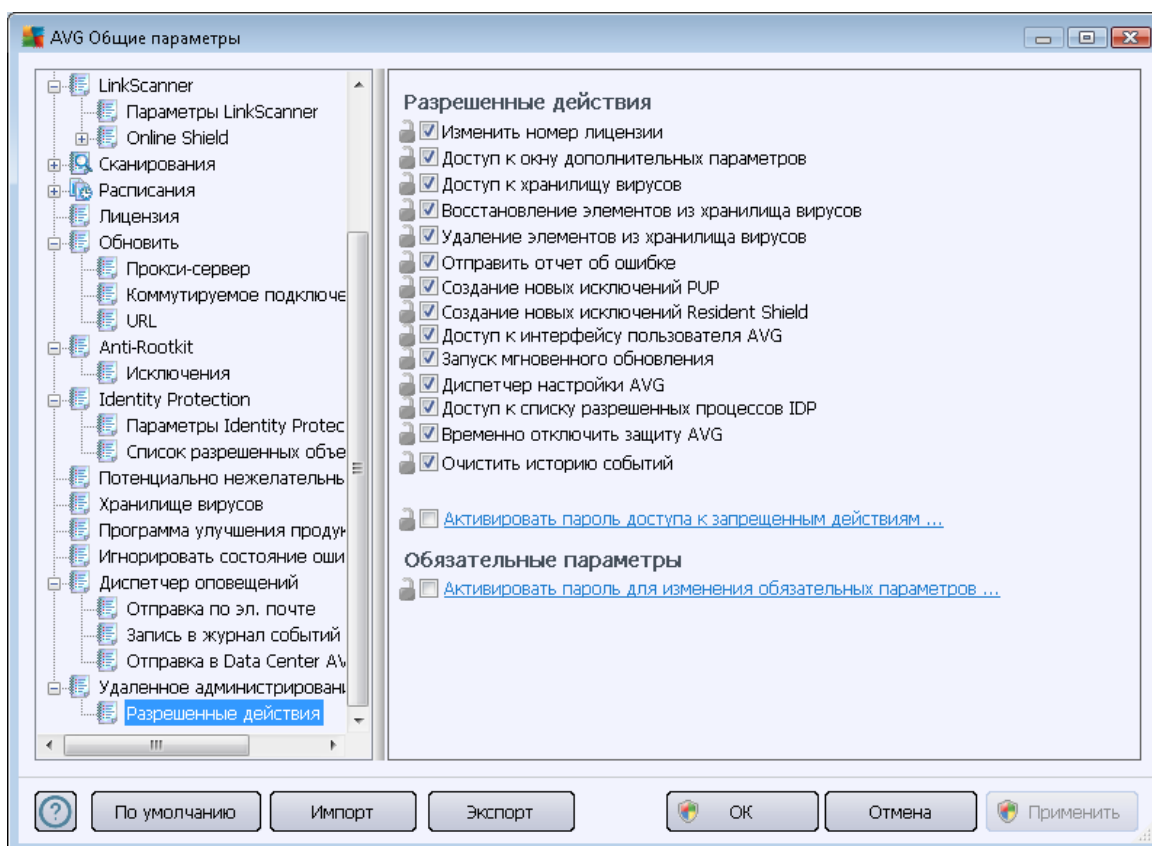 AVG Общие параметры
LinkScanner
Параметры LinkScanner
Online Shield
Сканирования
Расписания
Лицензия
Обновить
Прокси-сервер
Коммутируемое подключе
URL
Anti-Rootkit
Исключения
Identity Protection
Параметры Identity Protec
Список разрешенных объе
Потенциально нежелательнь
Хранилище вирусов
Программа улучшения продук
Игнорировать состояние оши
Диспетчер оповещений
Отправка по эл. почте
Запись в журнал событий
Отправка в Data Center AV
Удаленное администрировань
Разрешенные действия
Разрешенные действия
Изменить номер лицензии
Доступ к окну дополнительных параметров
Доступ к хранилищу вирусов
Восстановление элементов из хранилища вирусов
Удаление элементов из хранилища вирусов
Отправить отчет об ошибке
Создание новых исключений PUP
Создание новых исключений Resident Shield
Доступ к интерфейсу пользователя AVG
Запуск мгновенного обновления
Диспетчер настройки AVG
Доступ к списку разрешенных процессов IDP
Временно отключить защиту AVG
Очистить историю событий
Активировать пароль доступа к запрещенным действиям ...
Обязательные параметры
Активировать пароль для изменения обязательных параметров ...
? По умолчанию Импорт Экспорт ОК Отмена Применить